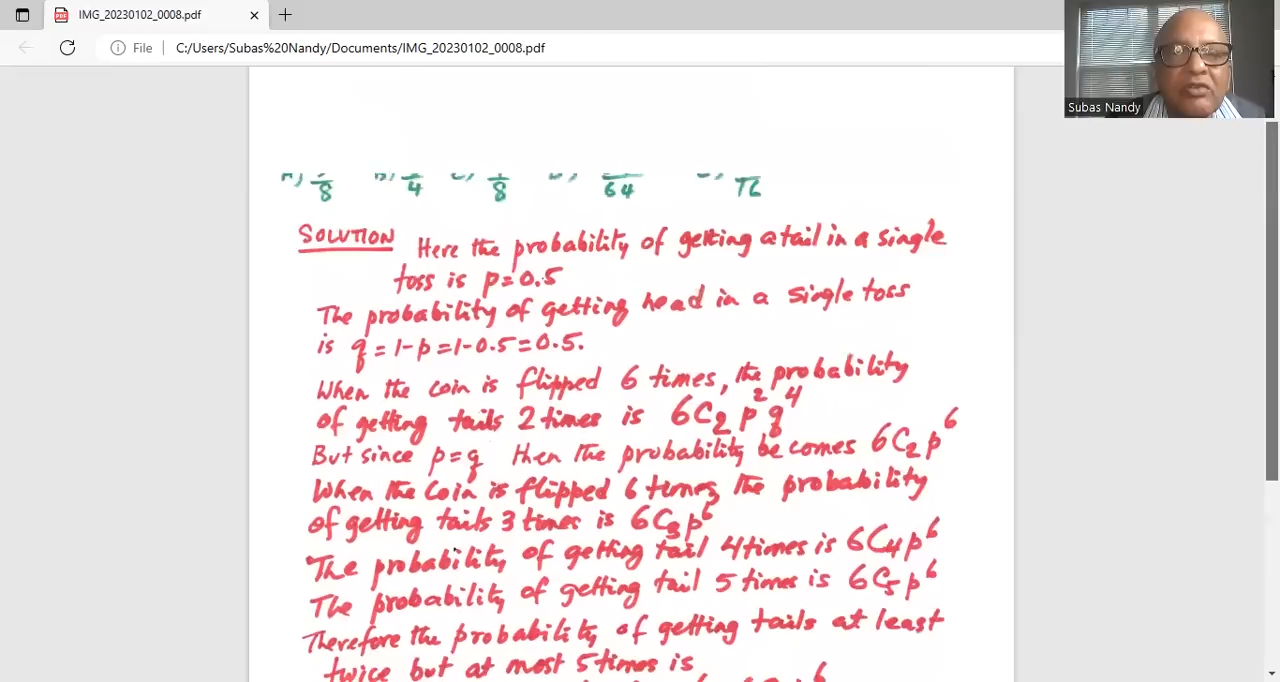 IMG_20230102_0008.pdf
File
C:/Users/Subas%20Nandy/Documents/IMG_20230102_0008.pdf
Subas Nandy
8 4 8 64 16
SOLUTION Here the probability of getting a tail in a single
toss is p=0.5
The probability of getting head in a single toss
is q = 1-p = 1-0.5 = 0.5.
When the coin is flipped 6 times, the probability
of getting tails 2 times is 6C₂ p² q⁴
But since p=q then the probability becomes 6C₂ p⁶
When the coin is flipped 6 times the probability
of getting tails 3 times is 6C₃ p⁶
The probability of getting tail 4 times is 6C₄ p⁶
The probability of getting tail 5 times is 6C₅ p⁶
Therefore the probability of getting tails at least
twice but at most 5 times is